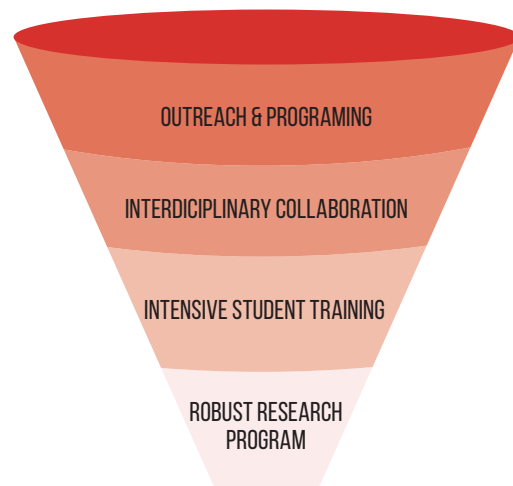 OUTREACH & PROGRAMING
INTERDICIPLINARY COLLABORATION
INTENSIVE STUDENT TRAINING
ROBUST RESEARCH
PROGRAM